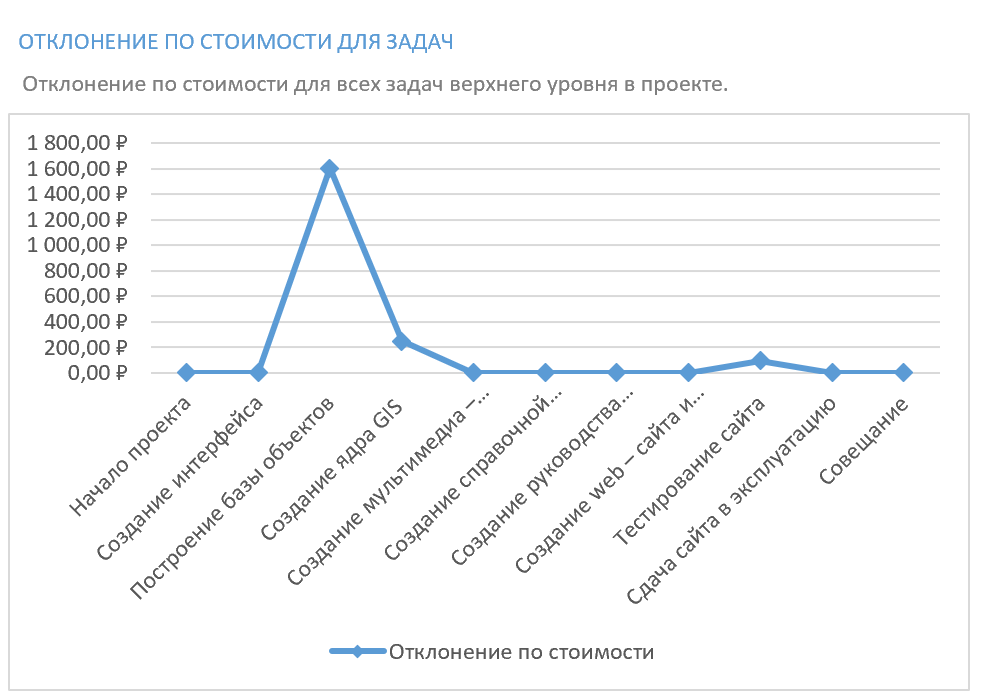 ОТКЛОНЕНИЕ ПО СТОИМОСТИ ДЛЯ ЗАДАЧ
Отклонение по стоимости для всех задач верхнего уровня в проекте.
1 800,00 ₽
1 600,00 ₽
1 400,00 ₽
1 200,00 ₽
1 000,00 ₽
800,00 ₽
600,00 ₽
400,00 ₽
200,00 ₽
0,00 ₽
Начало проекта
Создание интерфейса
Построение базы объектов
Создание ядра GIS
Создание мультимедиа –...
Создание справочной...
Создание руководства...
Создание web – сайта и...
Тестирование сайта
Сдача сайта в эксплуатацию
Совещание
Отклонение по стоимости